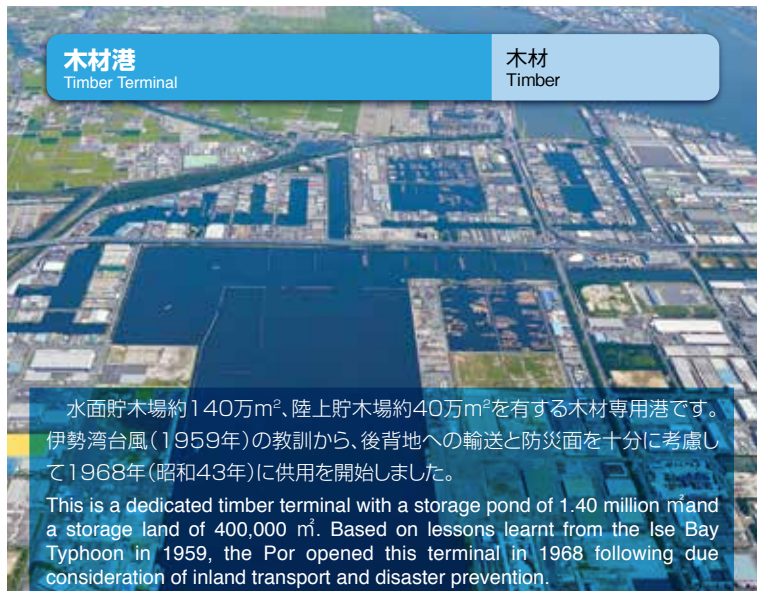 木材港
Timber Terminal
木材
Timber
水面貯木場約140万m²、陸上貯木場約40万m²を有する木材専用港です。
伊勢湾台風(1959年)の教訓から、後背地への輸送と防災面を十分に考慮し
て1968年(昭和43年)に供用を開始しました。
This is a dedicated timber terminal with a storage pond of 1.40 million ㎡and
a storage land of 400,000 ㎡. Based on lessons learnt from the Ise Bay
Typhoon in 1959, the Por opened this terminal in 1968 following due
consideration of inland transport and disaster prevention.